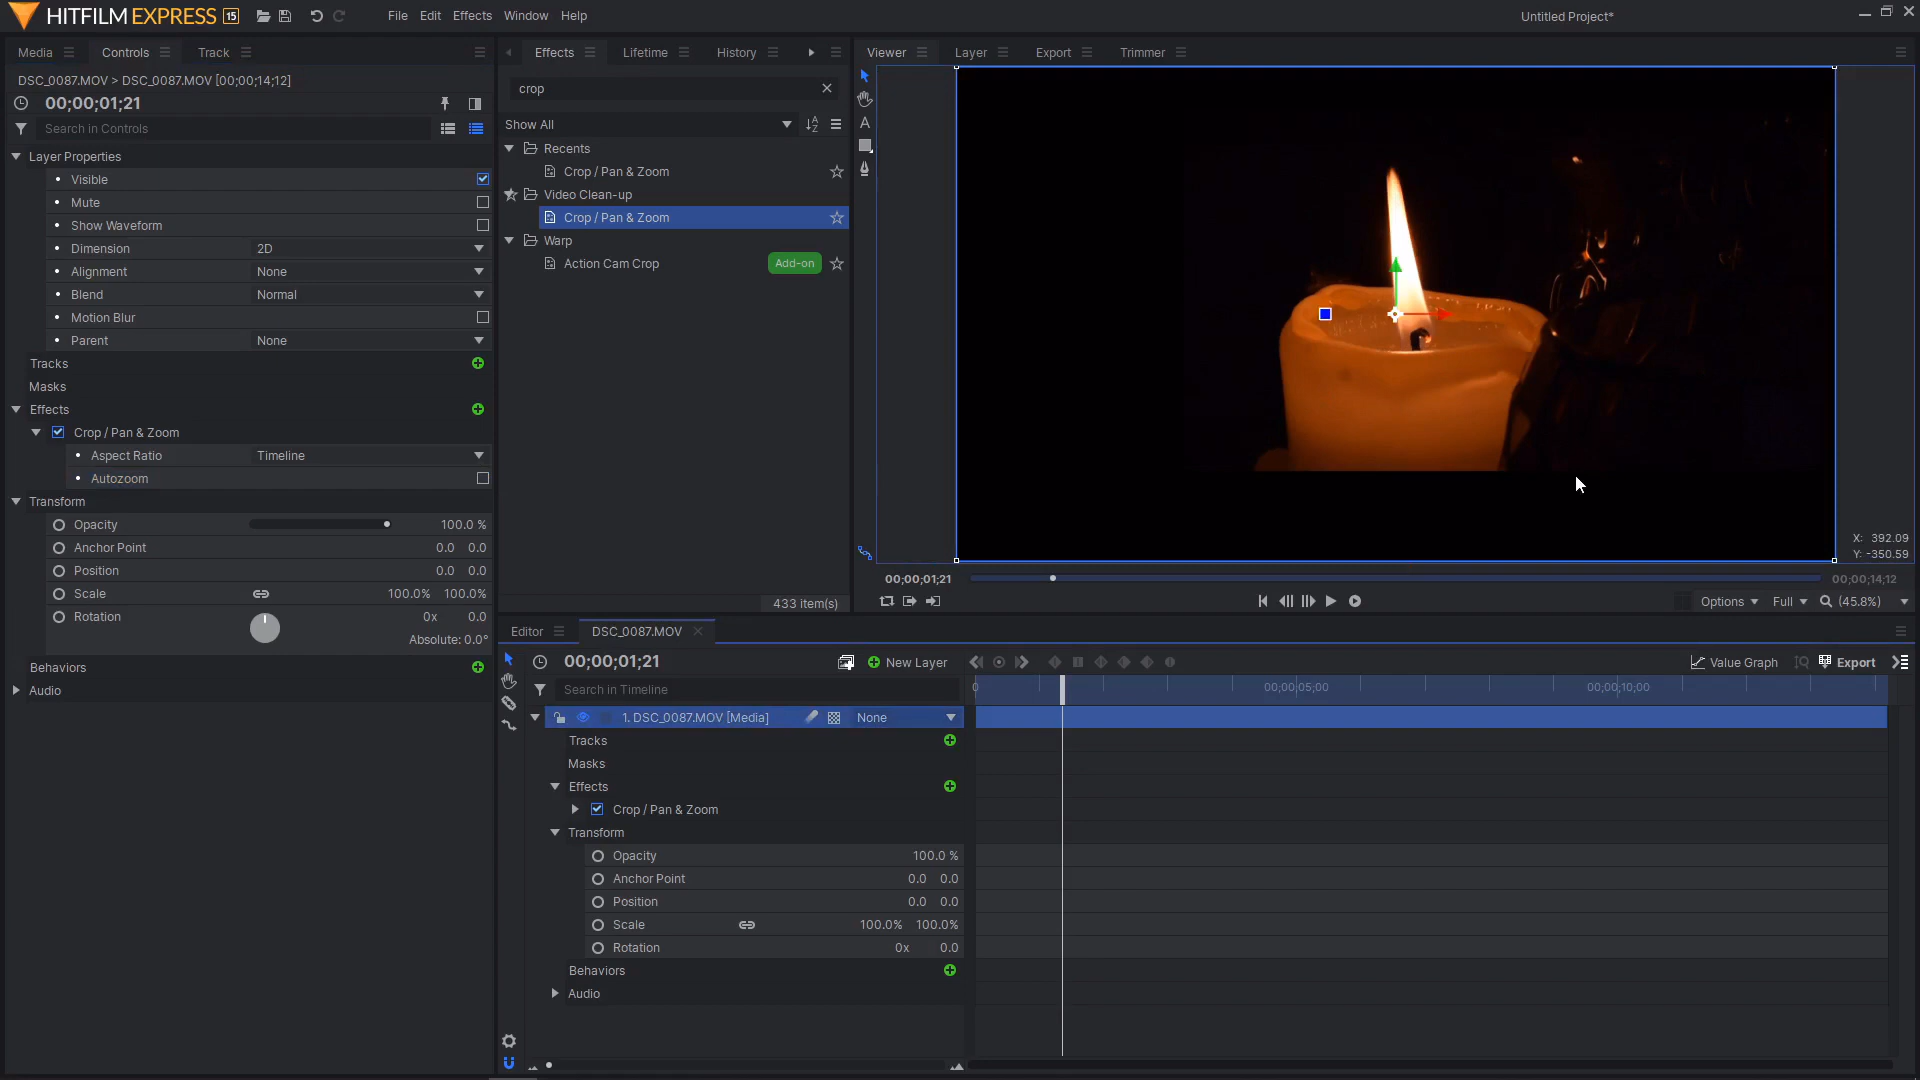 HITFILM EXPRESS 15
File Edit Effects Window Help
Untitled Project*
Media Controls Track
DSC_0087.MOV > DSC_0087.MOV [00;00;14;12]
00;00;01;21
Search in Controls
Layer Properties
Visible
Mute
Show Waveform
Dimension 2D
Alignment None
Blend Normal
Motion Blur
Parent None
Tracks
Masks
Effects
Crop / Pan & Zoom
Aspect Ratio Timeline
Autozoom
Transform
Opacity 100.0 %
Anchor Point 0.0 0.0
Position 0.0 0.0
Scale 100.0% 100.0%
Rotation 0x 0.0
Absolute: 0.0°
Behaviors
Audio
Effects Lifetime History
crop
Show All
Recents
Crop / Pan & Zoom
Video Clean-up
Crop / Pan & Zoom
Warp
Action Cam Crop Add-on
433 item(s)
Viewer Layer Export Trimmer
A
X: 392.09
Y: -350.59
00;00;01;21 00;00;14;12
Options Full (45.8%)
Editor DSC_0087.MOV
00;00;01;21 New Layer Value Graph Export
Search in Timeline
0 00;00;05;00 00;00;10;00
1. DSC_0087.MOV [Media] None
Tracks
Masks
Effects
Crop / Pan & Zoom
Transform
Opacity 100.0 %
Anchor Point 0.0 0.0
Position 0.0 0.0
Scale 100.0% 100.0%
Rotation 0x 0.0
Behaviors
Audio